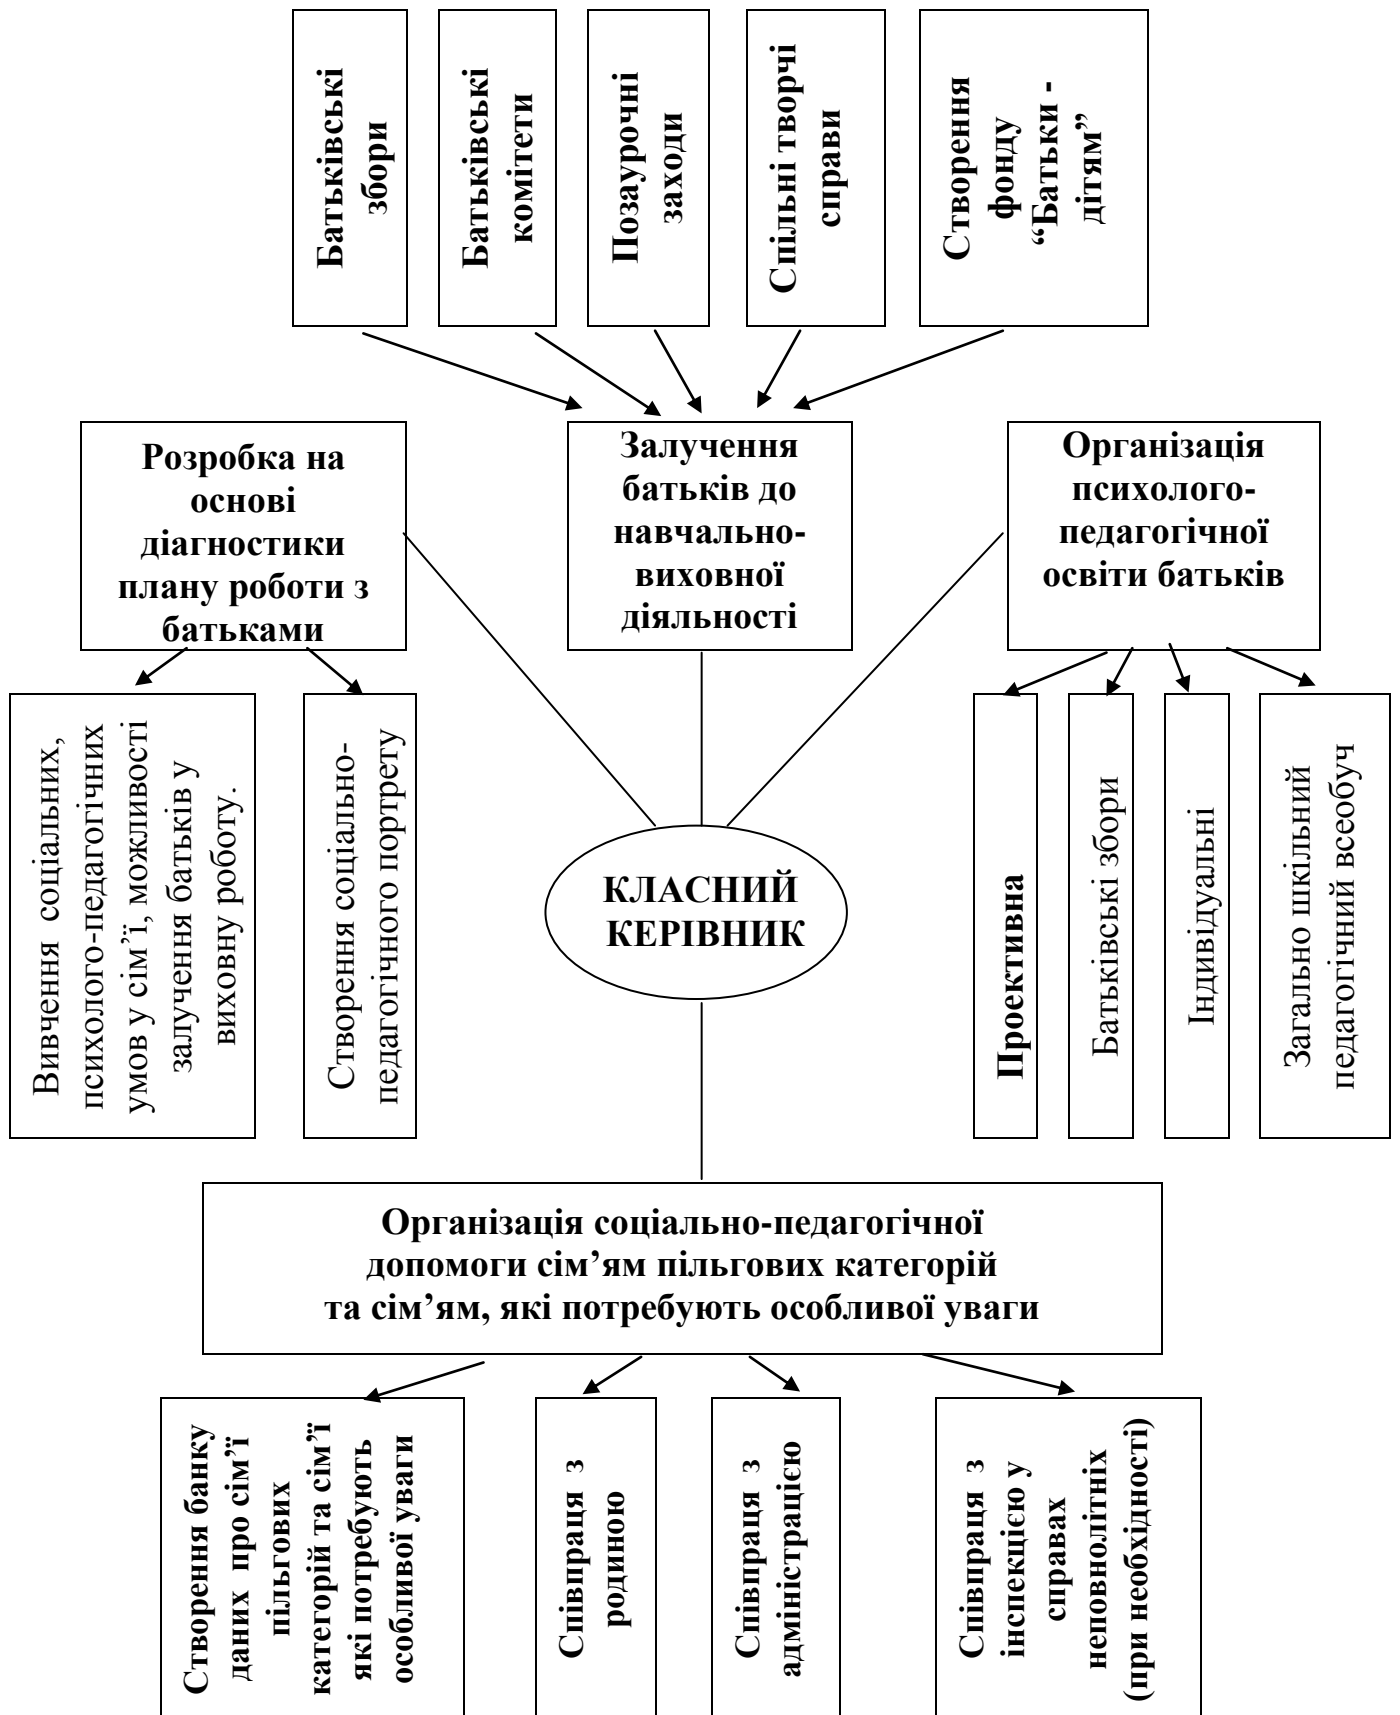 Батьківські
збори
Батьківські
комітети
Позаурочні
заходи
Спільні творчі
справи
Створення
фонду
“Батьки -
дітям”
Розробка на
основі
діагностики
плану роботи з
батьками
Залучення
батьків до
навчально-
виховної
діяльності
Організація
психолого-
педагогічної
освіти батьків
Вивчення соціальних,
психолого-педагогічних
умов у сім’ї, можливості
залучення батьків у
виховну роботу.
Створення соціально-
педагогічного портрету
КЛАСНИЙ
КЕРІВНИК
Проективна
Батьківські збори
Індивідуальні
Загально шкільний
педагогічний всеобуч
Організація соціально-педагогічної
допомоги сім’ям пільгових категорій
та сім’ям, які потребують особливої уваги
Створення банку
даних про сім’ї
пільгових
категорій та сім’ї
які потребують
особливої уваги
Співпраця з
родиною
Співпраця з
адміністрацією
Співпраця з
інспекцією у
справах
неповнолітніх
(при необхідності)